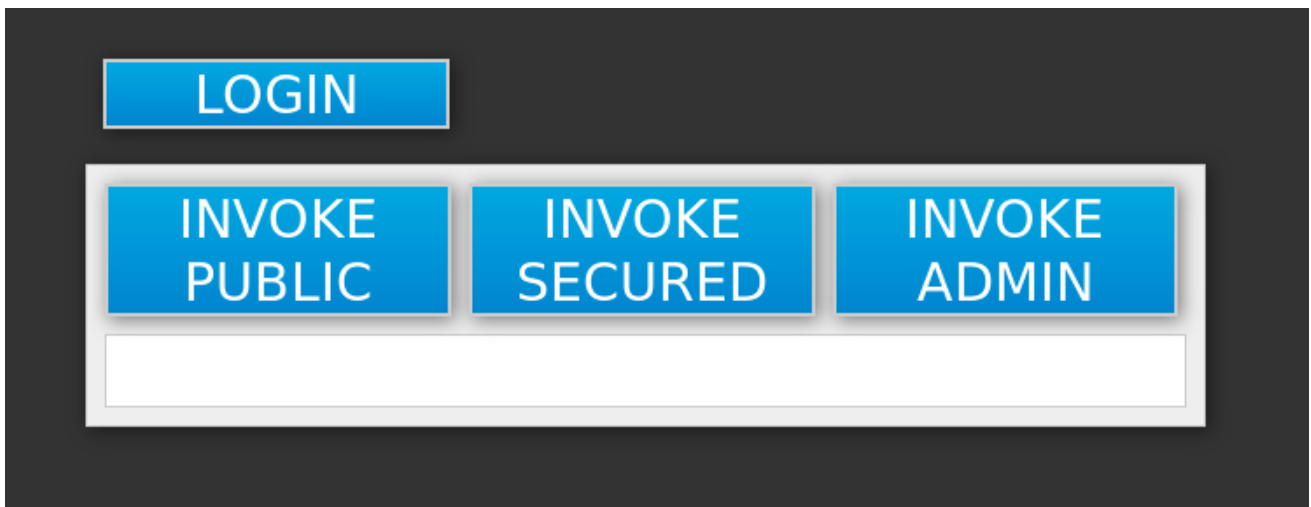 LOGIN
INVOKE
PUBLIC
INVOKE
SECURED
INVOKE
ADMIN